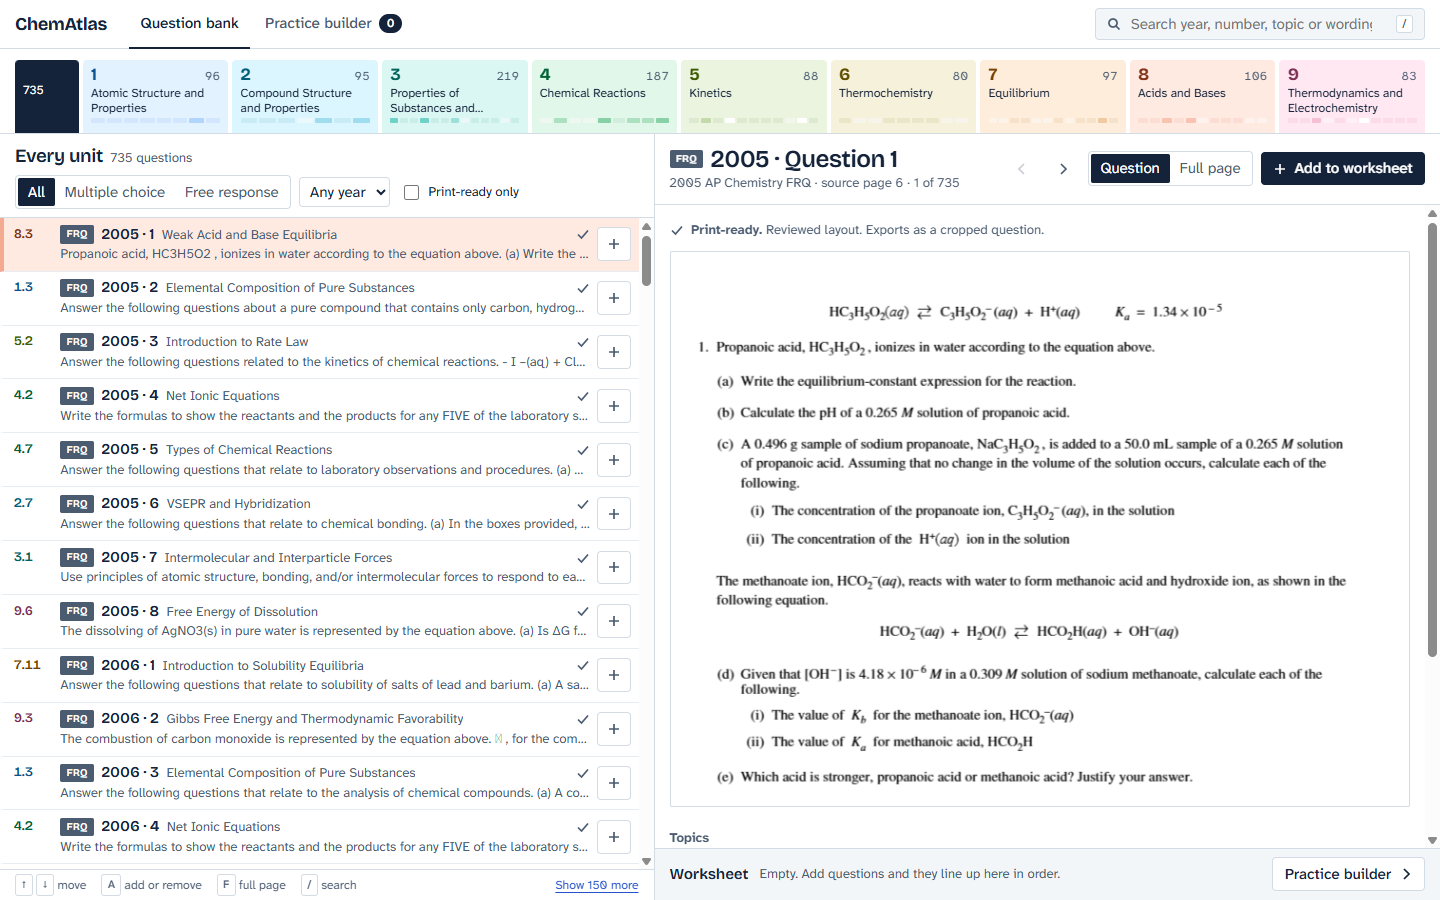 ChemAtlas
Question bank
Practice builder 0
Search year, number, topic or wording /
735
1 96
Atomic Structure and
Properties
2 95
Compound Structure
and Properties
3 219
Properties of
Substances and...
4 187
Chemical Reactions
5 88
Kinetics
6 80
Thermochemistry
7 97
Equilibrium
8 106
Acids and Bases
9 83
Thermodynamics and
Electrochemistry
Every unit 735 questions
All Multiple choice Free response Any year Print-ready only
8.3 FRQ 2005 · 1 Weak Acid and Base Equilibria
Propanoic acid, HC3H5O2 , ionizes in water according to the equation above. (a) Write the ...
1.3 FRQ 2005 · 2 Elemental Composition of Pure Substances
Answer the following questions about a pure compound that contains only carbon, hydrog...
5.2 FRQ 2005 · 3 Introduction to Rate Law
Answer the following questions related to the kinetics of chemical reactions. - I −(aq) + Cl...
4.2 FRQ 2005 · 4 Net Ionic Equations
Write the formulas to show the reactants and the products for any FIVE of the laboratory s...
4.7 FRQ 2005 · 5 Types of Chemical Reactions
Answer the following questions that relate to laboratory observations and procedures. (a) ...
2.7 FRQ 2005 · 6 VSEPR and Hybridization
Answer the following questions that relate to chemical bonding. (a) In the boxes provided, ...
3.1 FRQ 2005 · 7 Intermolecular and Interparticle Forces
Use principles of atomic structure, bonding, and/or intermolecular forces to respond to ea...
9.6 FRQ 2005 · 8 Free Energy of Dissolution
The dissolving of AgNO3(s) in pure water is represented by the equation above. (a) Is ΔG f...
7.11 FRQ 2006 · 1 Introduction to Solubility Equilibria
Answer the following questions that relate to solubility of salts of lead and barium. (a) A sa...
9.3 FRQ 2006 · 2 Gibbs Free Energy and Thermodynamic Favorability
The combustion of carbon monoxide is represented by the equation above. , for the com...
1.3 FRQ 2006 · 3 Elemental Composition of Pure Substances
Answer the following questions that relate to the analysis of chemical compounds. (a) A co...
4.2 FRQ 2006 · 4 Net Ionic Equations
Write the formulas to show the reactants and the products for any FIVE of the laboratory s...
↑ ↓ move A add or remove F full page / search Show 150 more
FRQ 2005 · Question 1
2005 AP Chemistry FRQ · source page 6 · 1 of 735
Question Full page + Add to worksheet
Print-ready. Reviewed layout. Exports as a cropped question.
HC₃H₅O₂(aq) ⇄ C₃H₅O₂⁻(aq) + H⁺(aq) Kₐ = 1.34 × 10⁻⁵
1. Propanoic acid, HC₃H₅O₂, ionizes in water according to the equation above.
(a) Write the equilibrium-constant expression for the reaction.
(b) Calculate the pH of a 0.265 M solution of propanoic acid.
(c) A 0.496 g sample of sodium propanoate, NaC₃H₅O₂, is added to a 50.0 mL sample of a 0.265 M solution
of propanoic acid. Assuming that no change in the volume of the solution occurs, calculate each of the
following.
(i) The concentration of the propanoate ion, C₃H₅O₂⁻(aq), in the solution
(ii) The concentration of the H⁺(aq) ion in the solution
The methanoate ion, HCO₂⁻(aq), reacts with water to form methanoic acid and hydroxide ion, as shown in the
following equation.
HCO₂⁻(aq) + H₂O(l) ⇄ HCO₂H(aq) + OH⁻(aq)
(d) Given that [OH⁻] is 4.18 × 10⁻⁶ M in a 0.309 M solution of sodium methanoate, calculate each of the
following.
(i) The value of K_b for the methanoate ion, HCO₂⁻(aq)
(ii) The value of Kₐ for methanoic acid, HCO₂H
(e) Which acid is stronger, propanoic acid or methanoic acid? Justify your answer.
Topics
Worksheet Empty. Add questions and they line up here in order. Practice builder